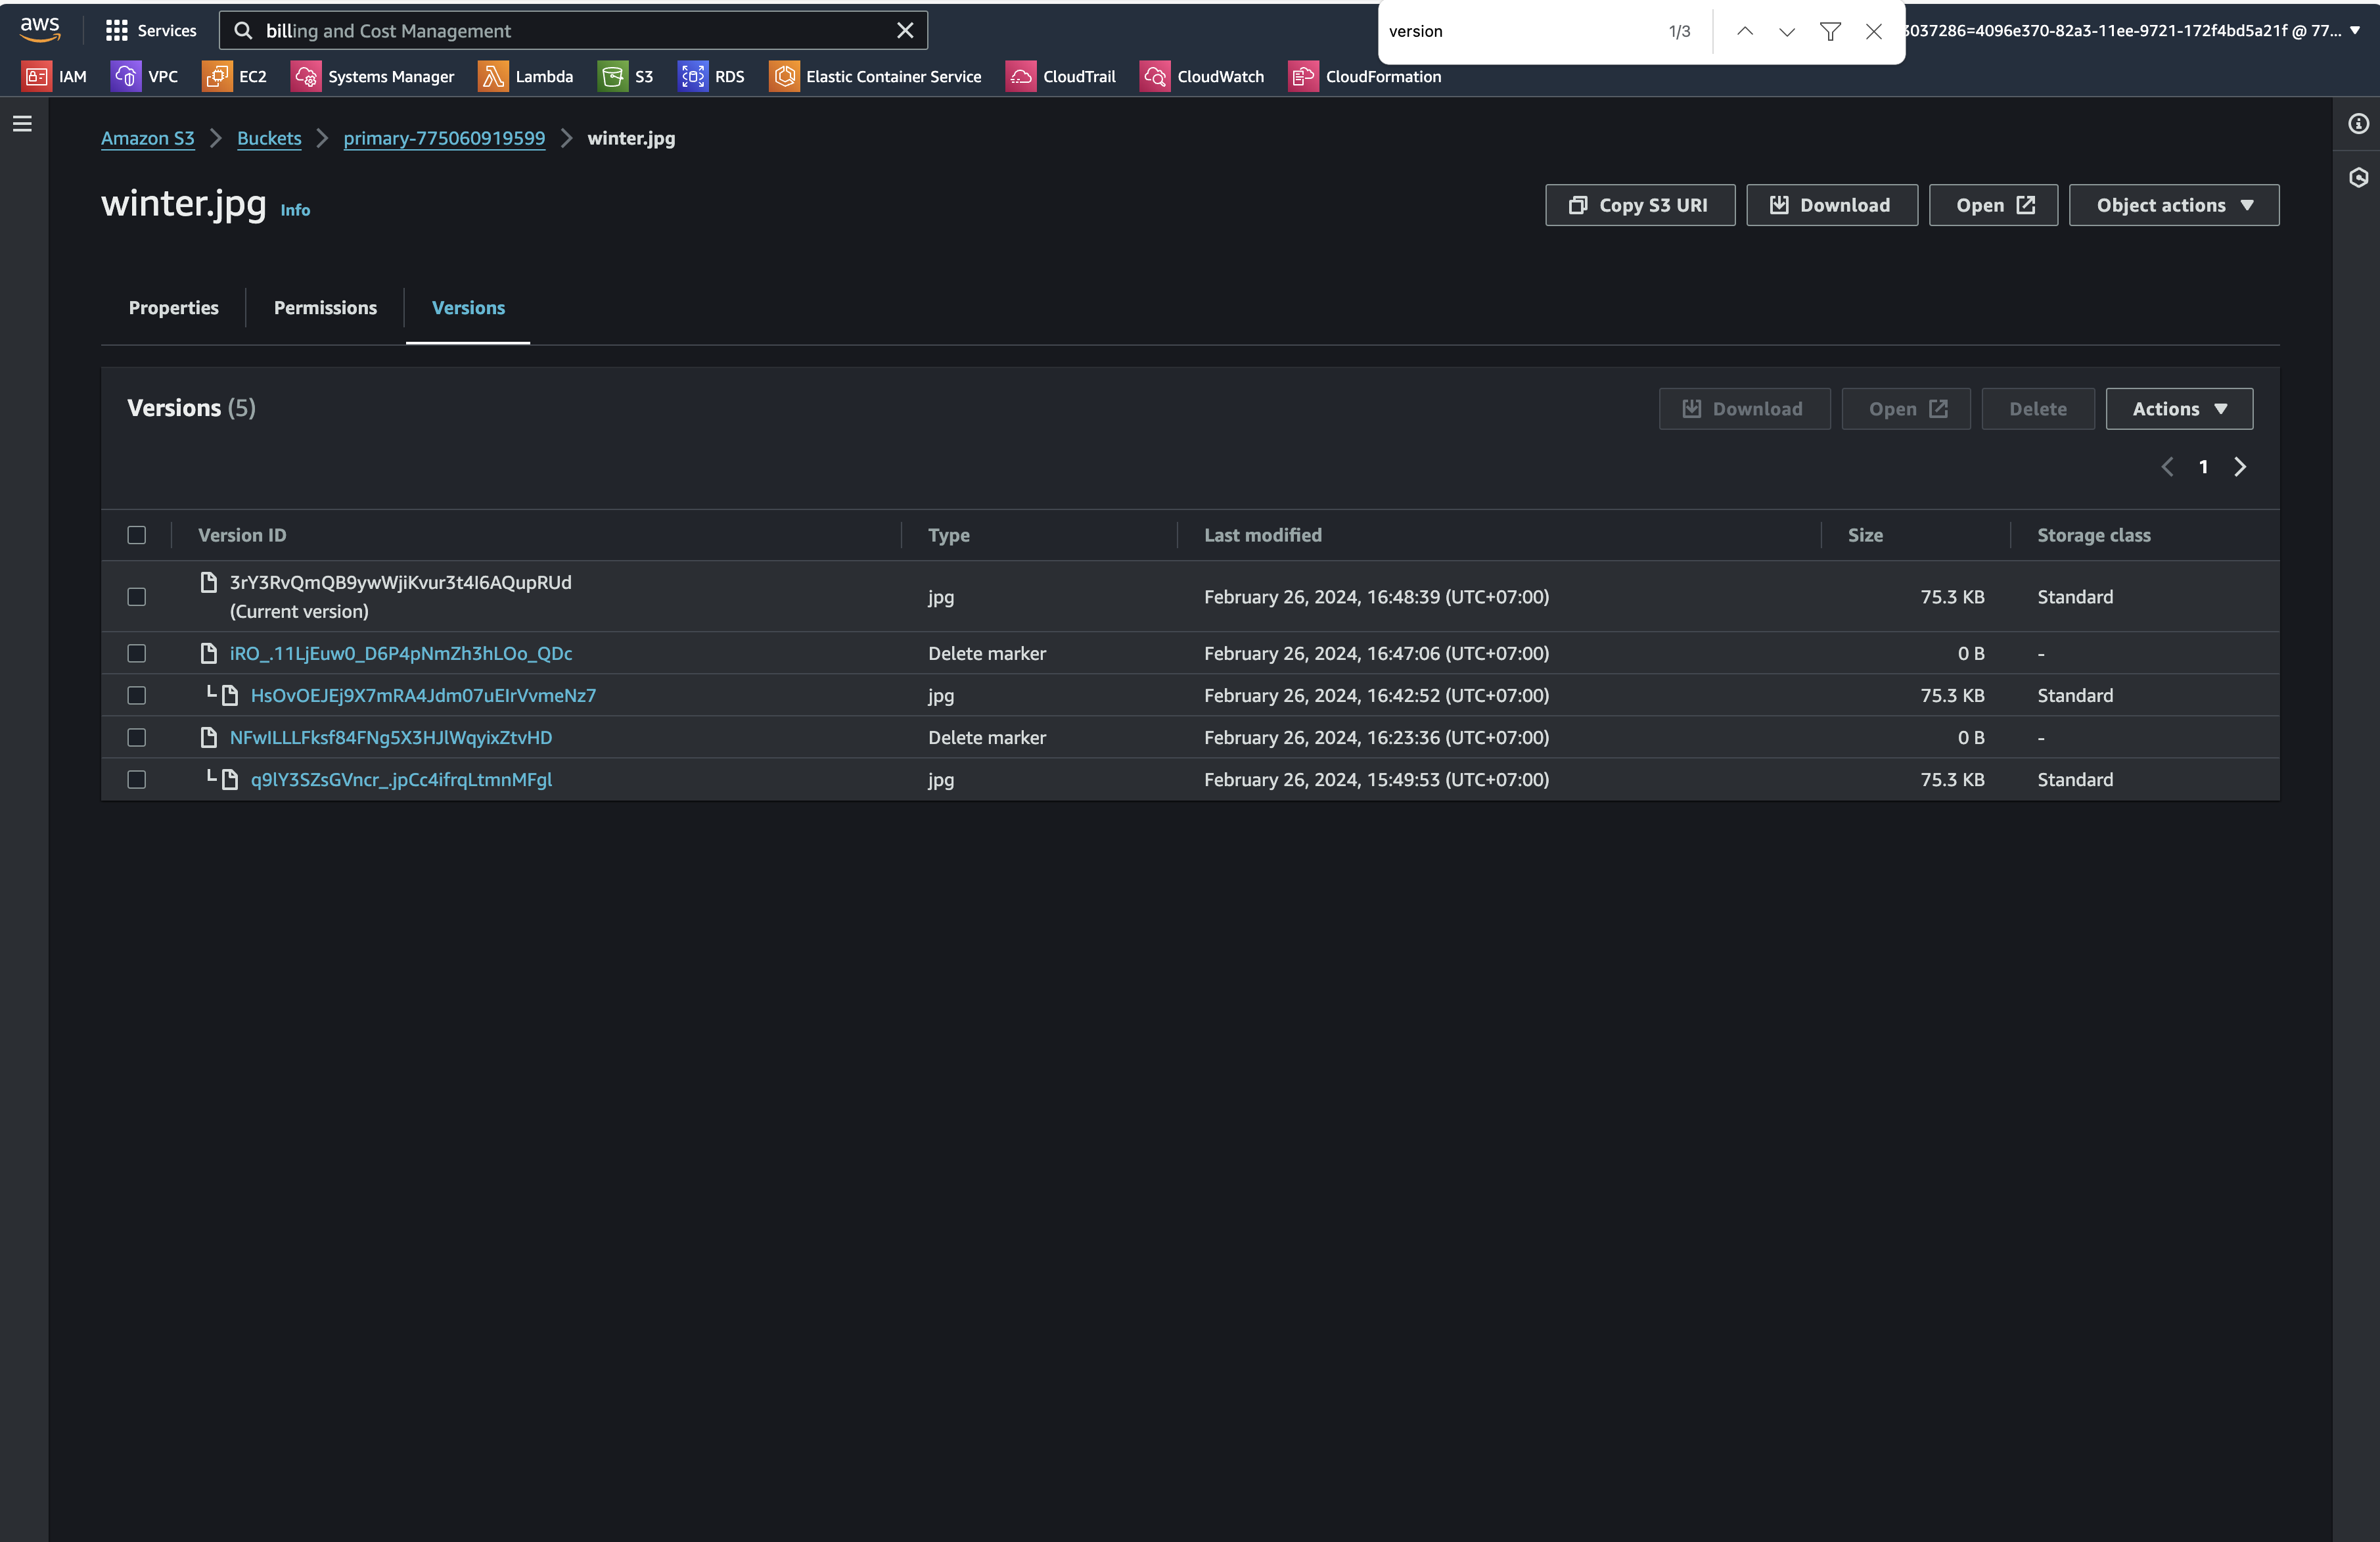 aws Services billing and Cost Management version 1/3 3037286=4096e370-82a3-11ee-9721-172f4bd5a21f @ 77...
IAM VPC EC2 Systems Manager Lambda S3 RDS Elastic Container Service CloudTrail CloudWatch CloudFormation
Amazon S3 Buckets primary-775060919599 winter.jpg
winter.jpg Info Copy S3 URI Download Open Object actions
Properties Permissions Versions
Versions (5) Download Open Delete Actions
1
Version ID Type Last modified Size Storage class
3rY3RvQmQB9ywWjiKvur3t4I6AQupRUd
(Current version) jpg February 26, 2024, 16:48:39 (UTC+07:00) 75.3 KB Standard
iRO_.11LjEuw0_D6P4pNmZh3hLOo_QDc Delete marker February 26, 2024, 16:47:06 (UTC+07:00) 0 B -
HsOvOEJEj9X7mRA4Jdm07uEIrVvmeNz7 jpg February 26, 2024, 16:42:52 (UTC+07:00) 75.3 KB Standard
NFwILLLFksf84FNg5X3HJlWqyixZtvHD Delete marker February 26, 2024, 16:23:36 (UTC+07:00) 0 B -
q9lY3SZsGVncr_.jpCc4ifrqLtmnMFgl jpg February 26, 2024, 15:49:53 (UTC+07:00) 75.3 KB Standard